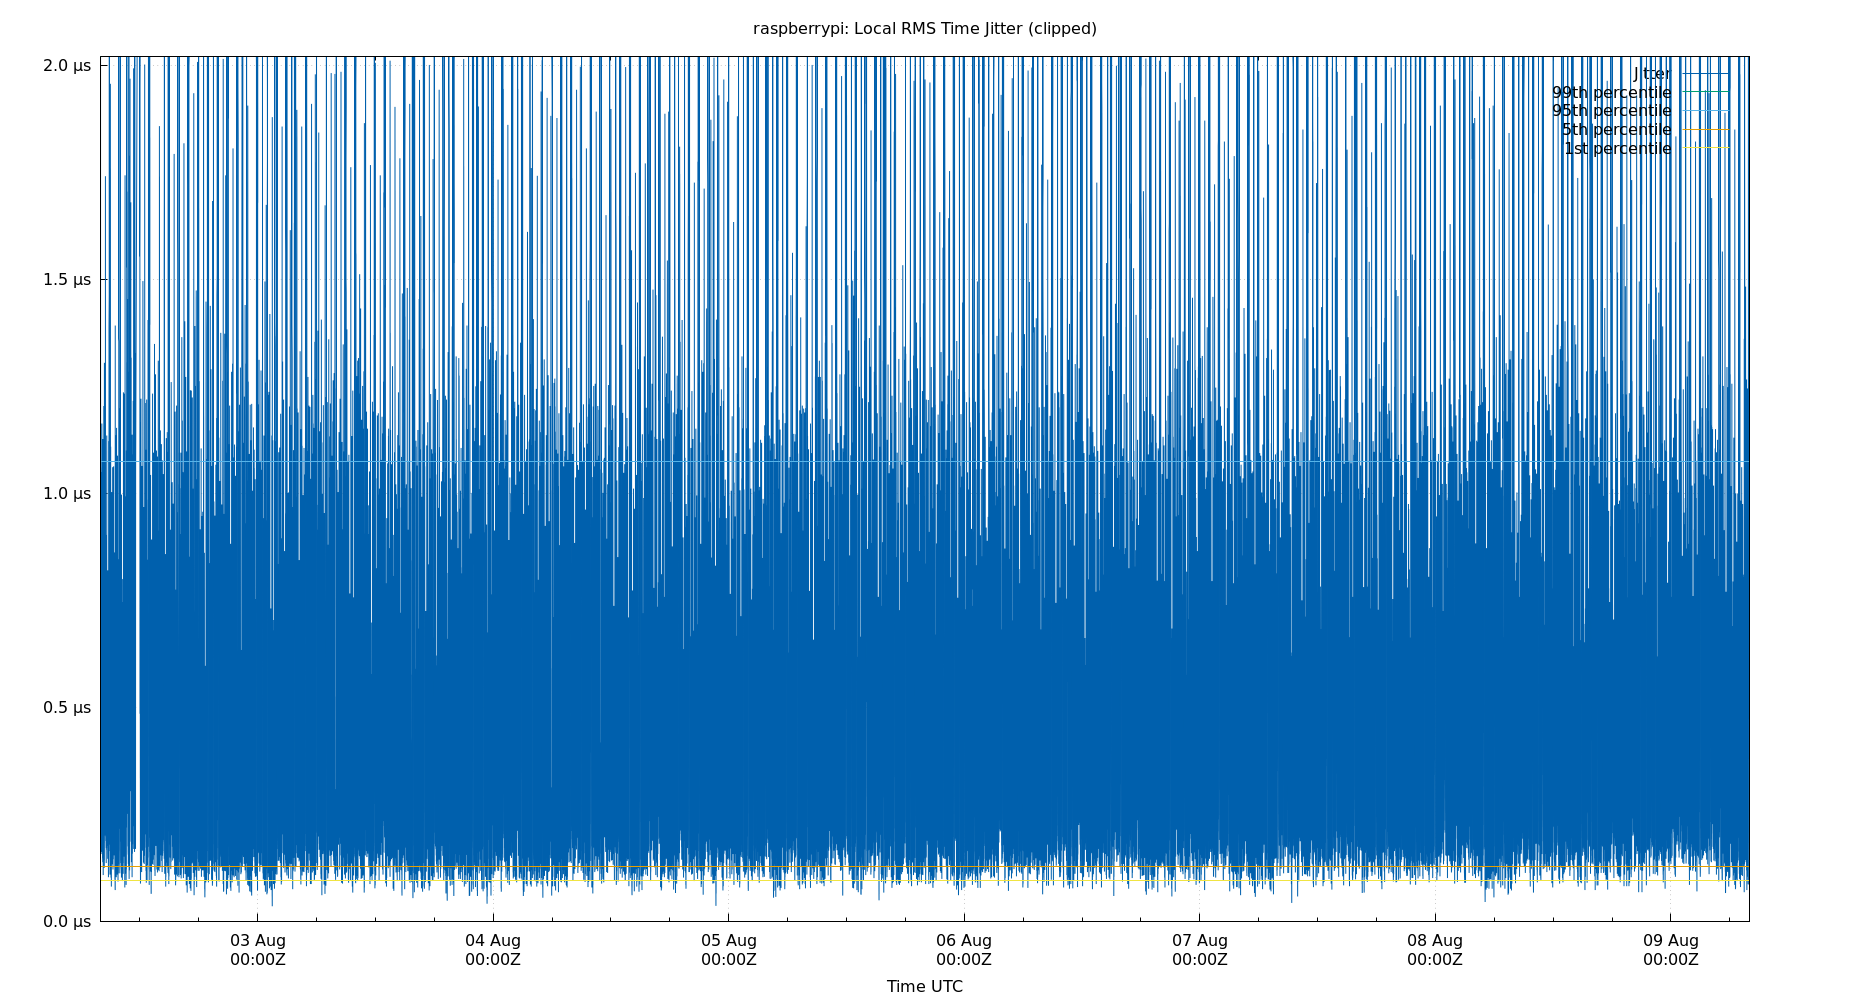 raspberrypi: Local RMS Time Jitter (clipped)
2.0 μs
1.5 μs
1.0 μs
0.5 μs
0.0 μs
Jitter
99th percentile
95th percentile
5th percentile
1st percentile
03 Aug 04 Aug 05 Aug 06 Aug 07 Aug 08 Aug 09 Aug
00:00Z 00:00Z 00:00Z 00:00Z 00:00Z 00:00Z 00:00Z
Time UTC